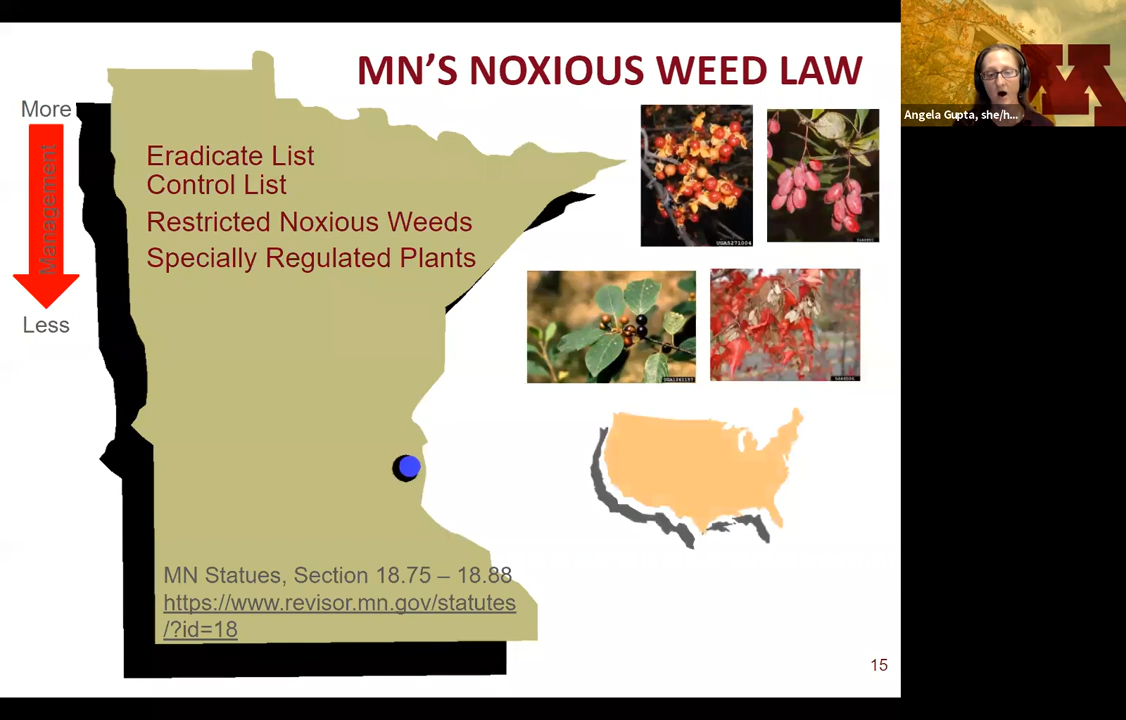 MN'S NOXIOUS WEED LAW
More
Management
Less
Eradicate List
Control List
Restricted Noxious Weeds
Specially Regulated Plants
MN Statues, Section 18.75 – 18.88
https://www.revisor.mn.gov/statutes
/?id=18
15
Angela Gupta, she/h...
M